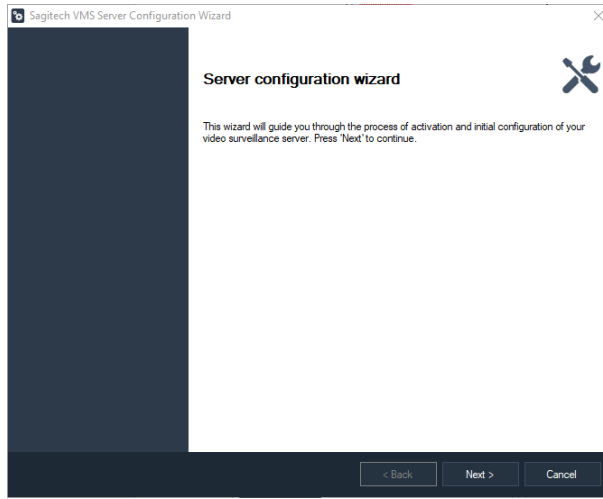 Sagitech VMS Server Configuration Wizard
Server configuration wizard
This wizard will guide you through the process of activation and initial configuration of your
video surveillance server. Press 'Next' to continue.
< Back Next > Cancel